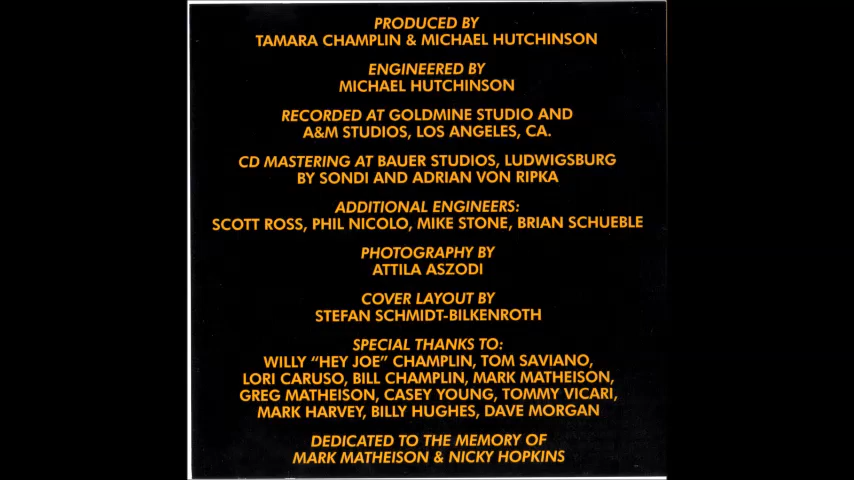 PRODUCED BY
TAMARA CHAMPLIN & MICHAEL HUTCHINSON
ENGINEERED BY
MICHAEL HUTCHINSON
RECORDED AT GOLDMINE STUDIO AND
A&M STUDIOS, LOS ANGELES, CA.
CD MASTERING AT BAUER STUDIOS, LUDWIGSBURG
BY SONDI AND ADRIAN VON RIPKA
ADDITIONAL ENGINEERS:
SCOTT ROSS, PHIL NICOLO, MIKE STONE, BRIAN SCHUEBLE
PHOTOGRAPHY BY
ATTILA ASZODI
COVER LAYOUT BY
STEFAN SCHMIDT-BILKENROTH
SPECIAL THANKS TO:
WILLY “HEY JOE” CHAMPLIN, TOM SAVIANO,
LORI CARUSO, BILL CHAMPLIN, MARK MATHEISON,
GREG MATHEISON, CASEY YOUNG, TOMMY VICARI,
MARK HARVEY, BILLY HUGHES, DAVE MORGAN
DEDICATED TO THE MEMORY OF
MARK MATHEISON & NICKY HOPKINS